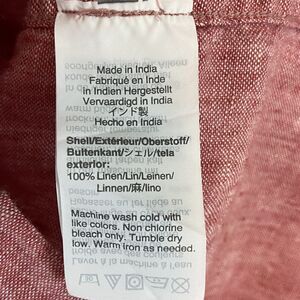 Made in India
Fabriqué en Inde
in Indien Hergestellt
Vervaardigd in India
インド製
Hecho en India
Shell/Extérieur/Oberstoff/
Buitenkant/シェル/tela
exterior:
100% Linen/Lin/Leinen/
Linnen/麻/lino
Machine wash cold with
like colors. Non chlorine
bleach only. Tumble dry
low. Warm iron as needed.